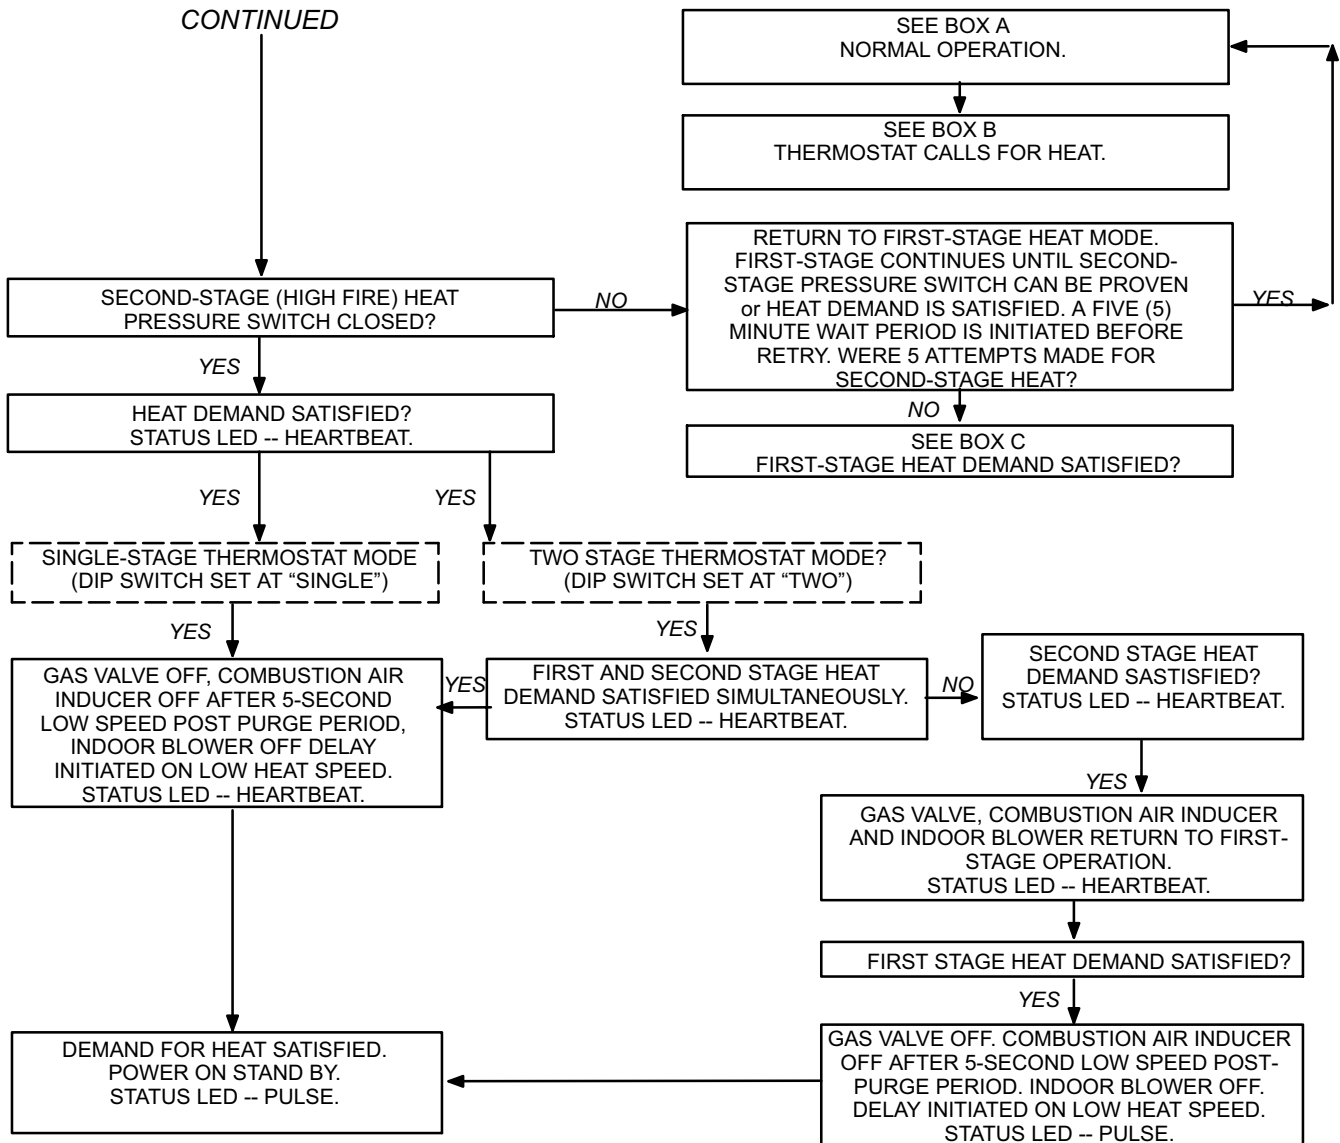 CONTINUED
SEE BOX A
NORMAL OPERATION.
SEE BOX B
THERMOSTAT CALLS FOR HEAT.
RETURN TO FIRST-STAGE HEAT MODE.
FIRST-STAGE CONTINUES UNTIL SECOND-
STAGE PRESSURE SWITCH CAN BE PROVEN
or HEAT DEMAND IS SATISFIED. A FIVE (5)
MINUTE WAIT PERIOD IS INITIATED BEFORE
RETRY. WERE 5 ATTEMPTS MADE FOR
SECOND-STAGE HEAT?
YES
SECOND-STAGE (HIGH FIRE) HEAT
PRESSURE SWITCH CLOSED?
NO
YES
NO
HEAT DEMAND SATISFIED?
STATUS LED -- HEARTBEAT.
SEE BOX C
FIRST-STAGE HEAT DEMAND SATISFIED?
YES
YES
SINGLE-STAGE THERMOSTAT MODE
(DIP SWITCH SET AT “SINGLE”)
TWO STAGE THERMOSTAT MODE?
(DIP SWITCH SET AT “TWO”)
YES
YES
GAS VALVE OFF, COMBUSTION AIR
INDUCER OFF AFTER 5-SECOND
LOW SPEED POST PURGE PERIOD,
INDOOR BLOWER OFF DELAY
INITIATED ON LOW HEAT SPEED.
STATUS LED -- HEARTBEAT.
YES
FIRST AND SECOND STAGE HEAT
DEMAND SATISFIED SIMULTANEOUSLY.
STATUS LED -- HEARTBEAT.
NO
SECOND STAGE HEAT
DEMAND SASTISFIED?
STATUS LED -- HEARTBEAT.
YES
GAS VALVE, COMBUSTION AIR INDUCER
AND INDOOR BLOWER RETURN TO FIRST-
STAGE OPERATION.
STATUS LED -- HEARTBEAT.
FIRST STAGE HEAT DEMAND SATISFIED?
YES
GAS VALVE OFF. COMBUSTION AIR INDUCER
OFF AFTER 5-SECOND LOW SPEED POST-
PURGE PERIOD. INDOOR BLOWER OFF.
DELAY INITIATED ON LOW HEAT SPEED.
STATUS LED -- PULSE.
DEMAND FOR HEAT SATISFIED.
POWER ON STAND BY.
STATUS LED -- PULSE.